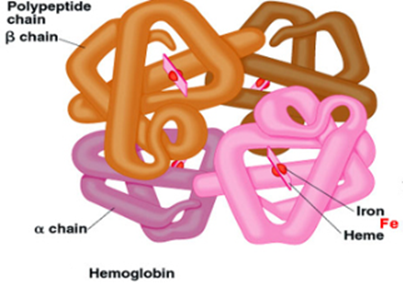 Polypeptide
chain
β chain
α chain
Iron
Fe
Heme
Hemoglobin